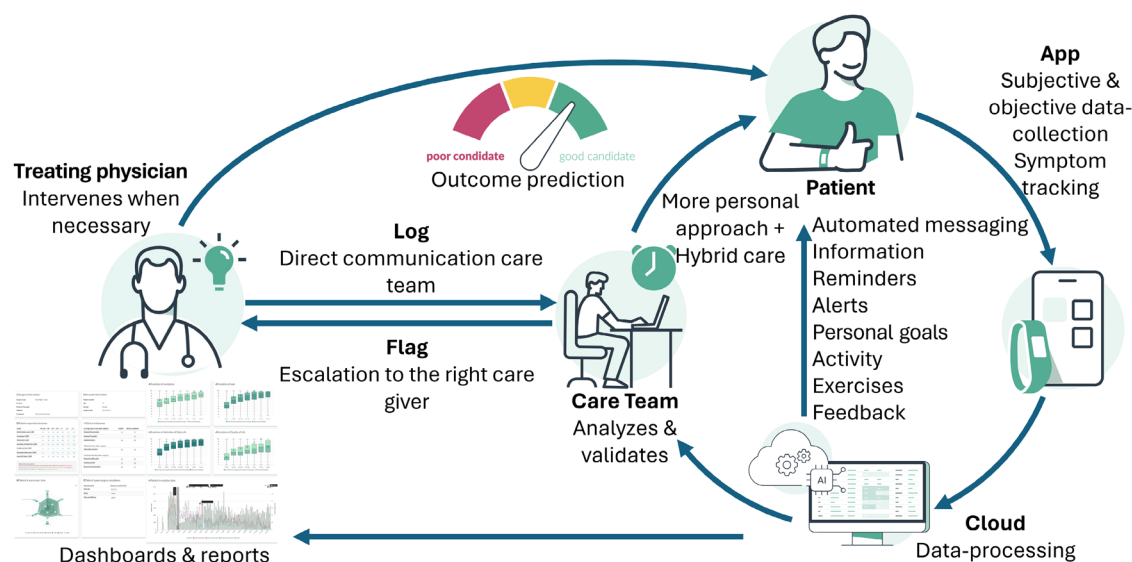 App
Subjective &
objective data-
collection
Symptom
tracking
poor candidate
good candidate
Outcome prediction
Treating physician
Intervenes when
necessary
Patient
More personal
approach +
Hybrid care
Log
Direct communication care
team
Automated messaging
Information
Reminders
Alerts
Personal goals
Activity
Exercises
Feedback
Flag
Escalation to the right care
giver
Care Team
Analyzes &
validates
AI
Cloud
Data-processing
Dashboards & reports